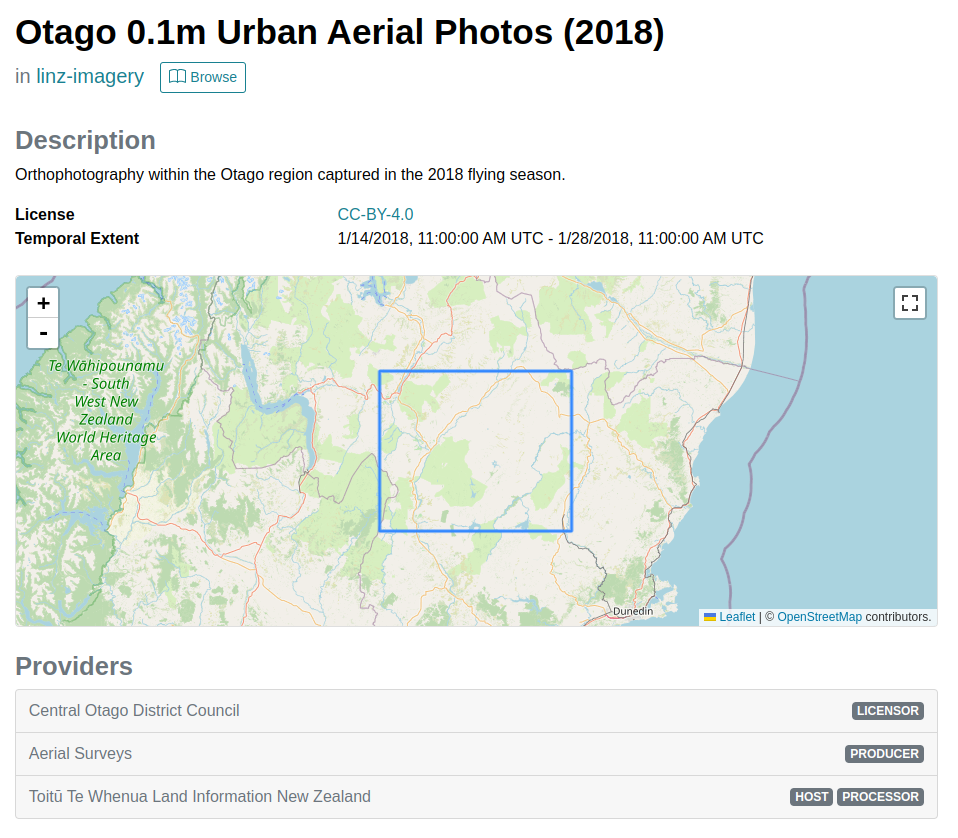 Otago 0.1m Urban Aerial Photos (2018)
in linz-imagery Browse
Description
Orthophotography within the Otago region captured in the 2018 flying season.
License CC-BY-4.0
Temporal Extent 1/14/2018, 11:00:00 AM UTC - 1/28/2018, 11:00:00 AM UTC
+
-
Te Wāhipounamu
- South
West New
Zealand
World Heritage
Area
Dunedin
Leaflet | © OpenStreetMap contributors.
Providers
Central Otago District Council LICENSOR
Aerial Surveys PRODUCER
Toitū Te Whenua Land Information New Zealand HOST PROCESSOR